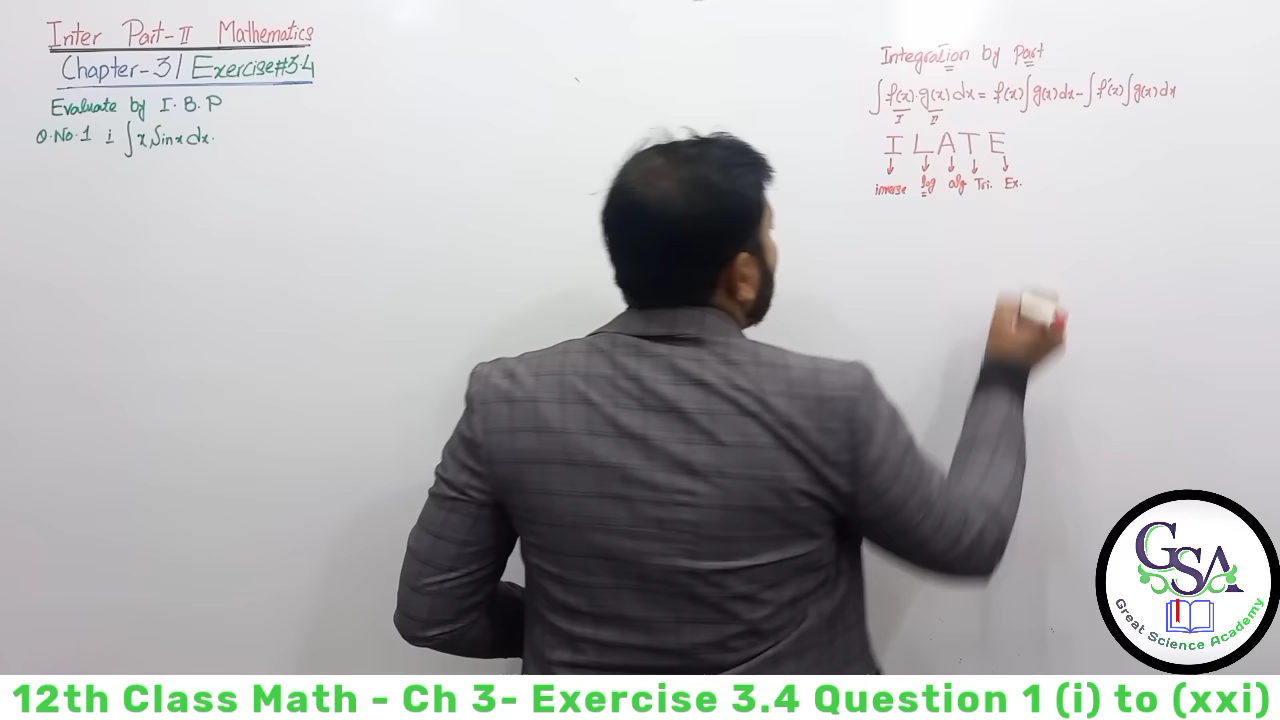 Inter Part-II Mathematics
Chapter-3/ Exercise#3.4
Evaluate by I.B.P
Q.No.1 i ∫x Sinx dx.
Integration by Part
∫f(x).g(x)dx = f(x)∫g(x)dx-∫f'(x)∫g(x)dx
I II
I L A T E
inverse log alg Tri. Ex.
GSA
Great Science Academy
12th Class Math - Ch 3- Exercise 3.4 Question 1 (i) to (xxi)